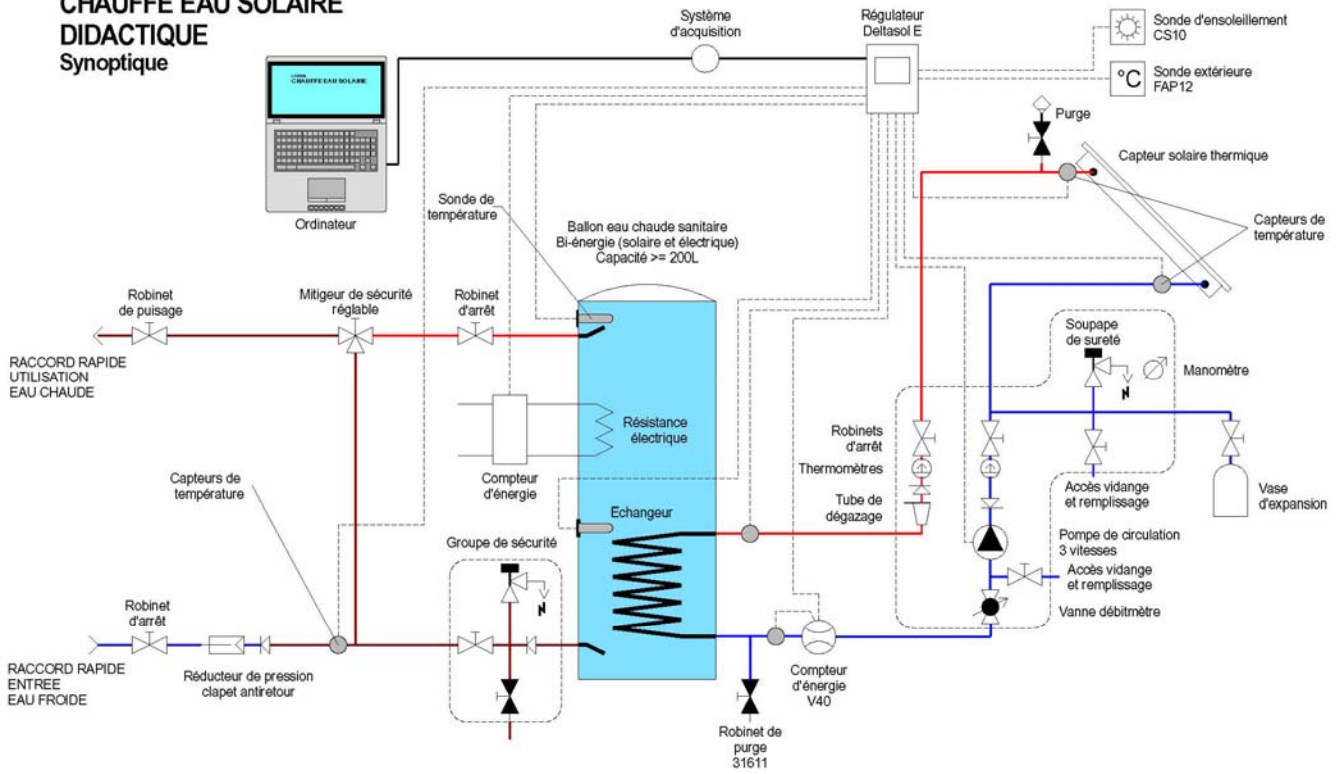 CHAUFFE EAU SOLAIRE
DIDACTIQUE
Synoptique
Système
d'acquisition
Régulateur
Deltasol E
Sonde d'ensoleillement
CS10
°C
Sonde extérieure
FAP12
CHAUFFE EAU SOLAIRE
Ordinateur
Purge
Capteur solaire thermique
Capteurs de
température
Sonde de
température
Ballon eau chaude sanitaire
Bi-énergie (solaire et électrique)
Capacité >= 200L
Robinet
de puisage
Mitigeur de sécurité
réglable
Robinet
d'arrêt
RACCORD RAPIDE
UTILISATION
EAU CHAUDE
Soupape
de sureté
Manomètre
Résistance
électrique
Compteur
d'énergie
Robinets
d'arrêt
Thermomètres
Tube de
dégazage
Accès vidange
et remplissage
Vase
d'expansion
Capteurs de
température
Echangeur
Groupe de sécurité
Pompe de circulation
3 vitesses
Accès vidange
et remplissage
Vanne débitmètre
Robinet
d'arrêt
RACCORD RAPIDE
ENTREE
EAU FROIDE
Réducteur de pression
clapet antiretour
Compteur
d'énergie
V40
Robinet de
purge
31611